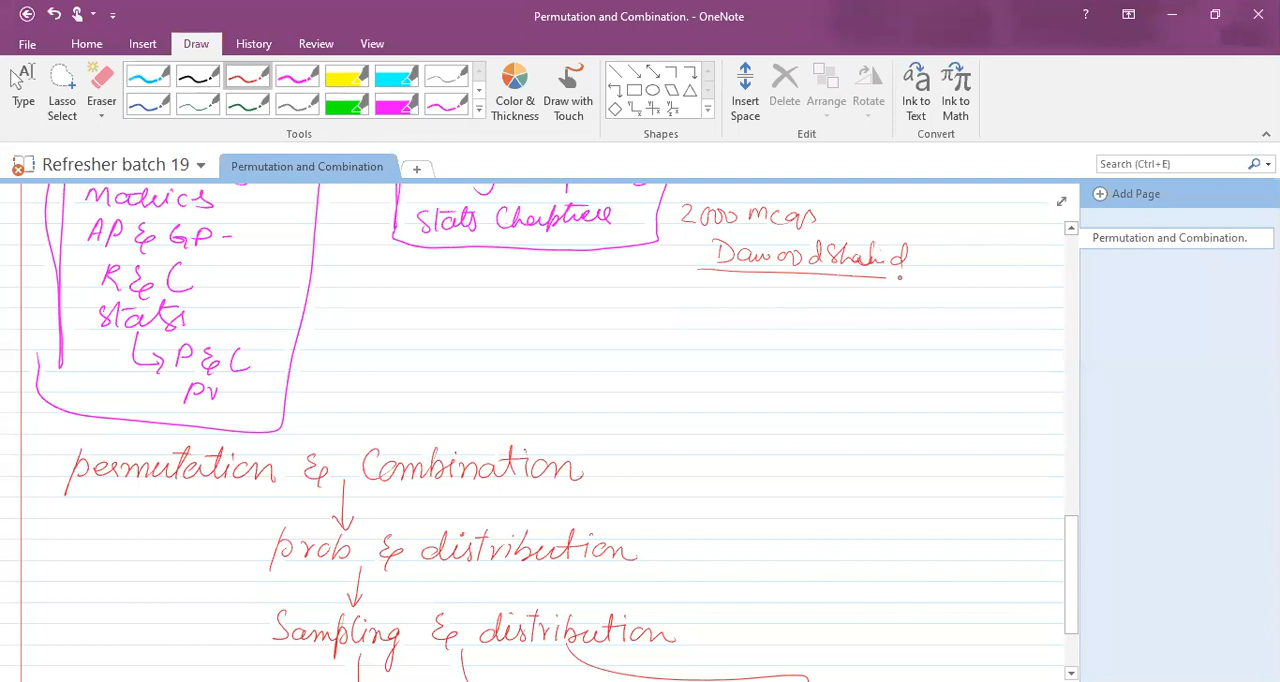 Permutation and Combination. - OneNote
File Home Insert Draw History Review View
Type Lasso Select Eraser Color & Thickness Draw with Touch Insert Space Delete Arrange Rotate Ink to Text Ink to Math
Tools Shapes Edit Convert
Refresher batch 19 Permutation and Combination Search (Ctrl+E)
Add Page
Permutation and Combination.
Matrics
AP & GP -
R & C
Stats
P & C
Pr
Stats
2000 mcqs
Dawood Shahid
permutation & Combination
prob & distribution
Sampling & distribution